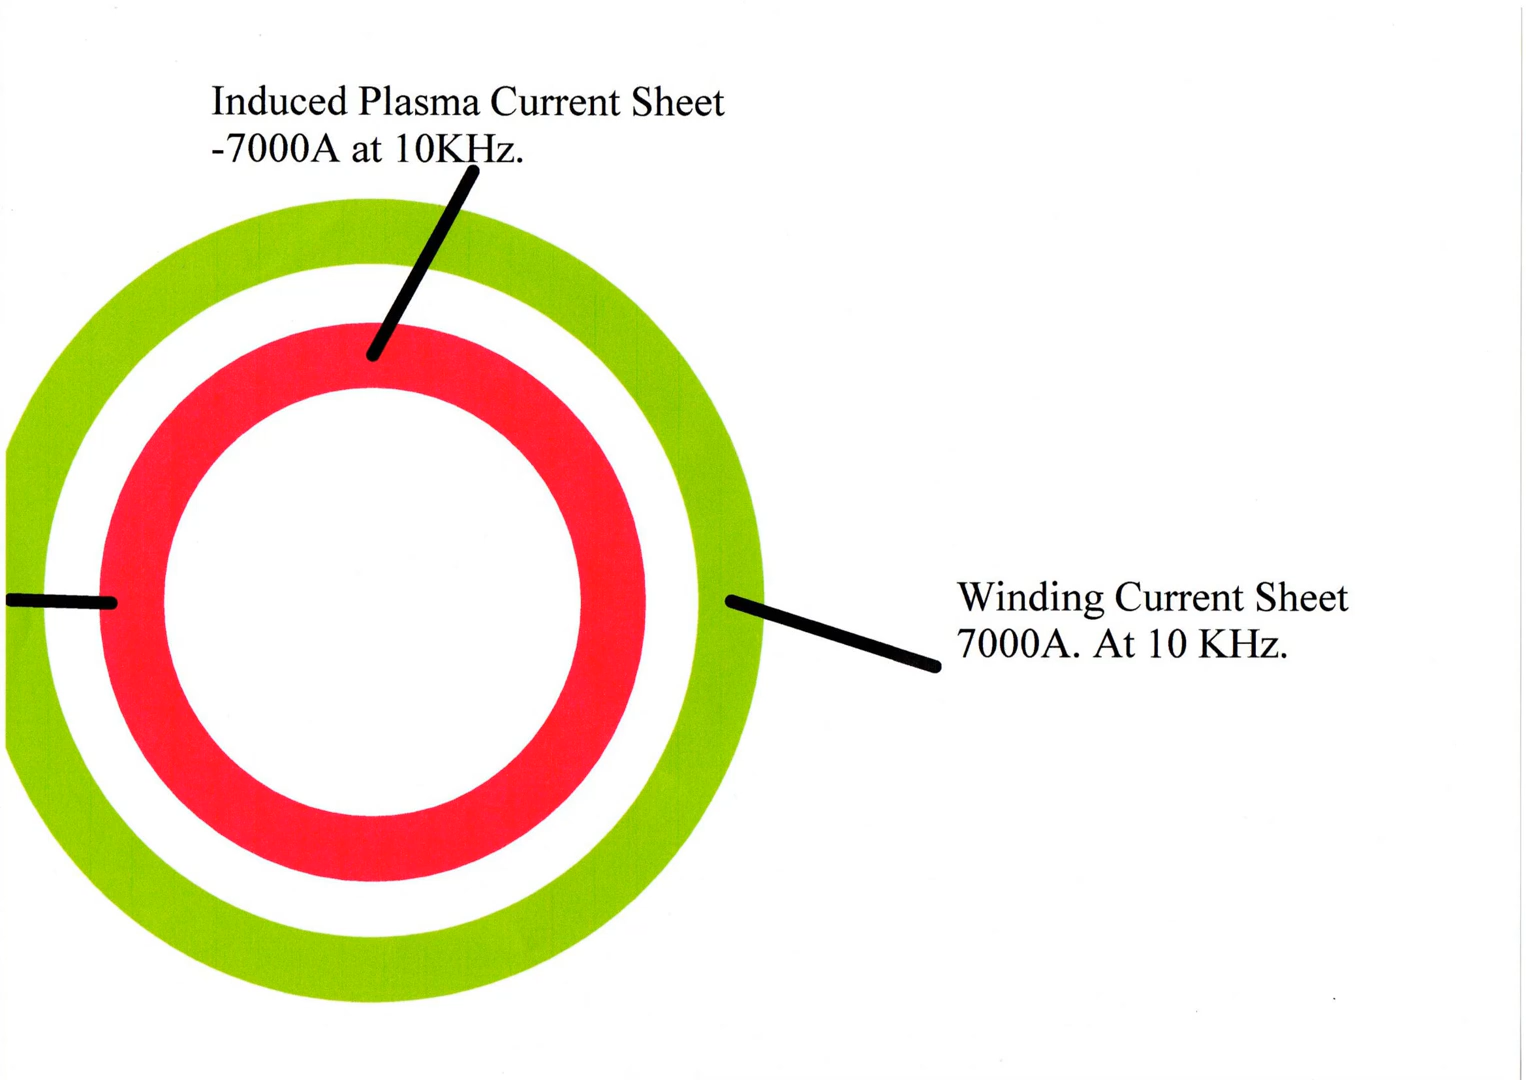 Induced Plasma Current Sheet
-7000A at 10KHz.
Winding Current Sheet
7000A. At 10 KHz.